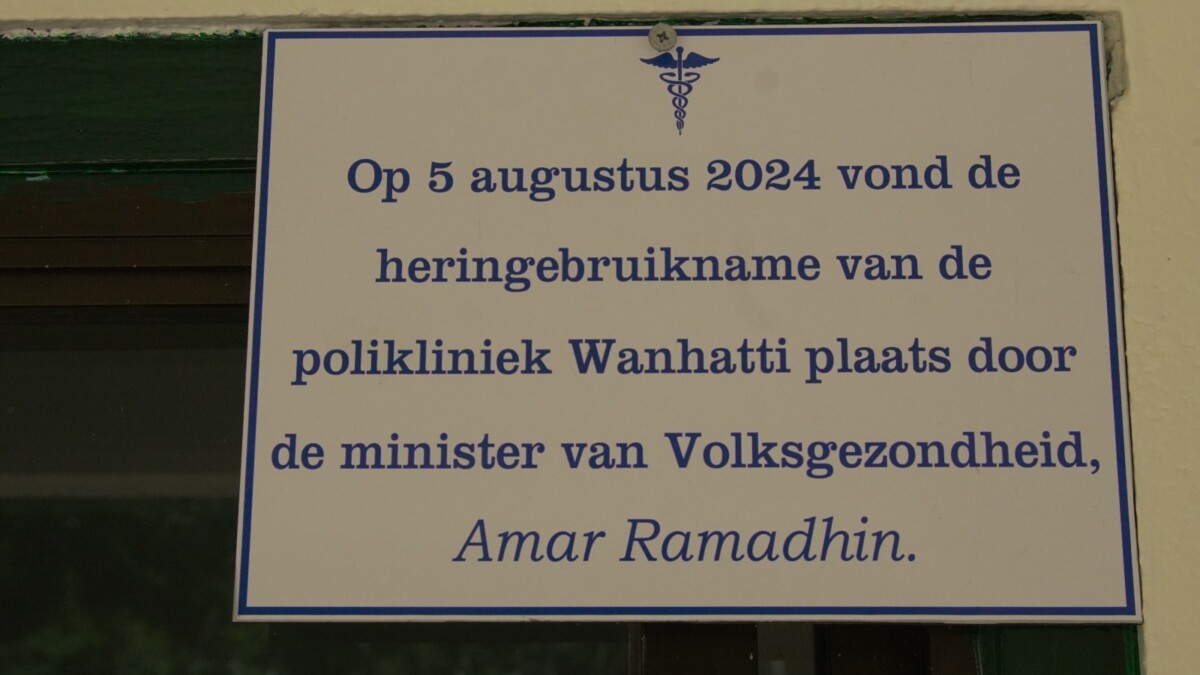 Op 5 augustus 2024 vond de
heringebruikname van de
polikliniek Wanhatti plaats door
de minister van Volksgezondheid,
Amar Ramadhin.